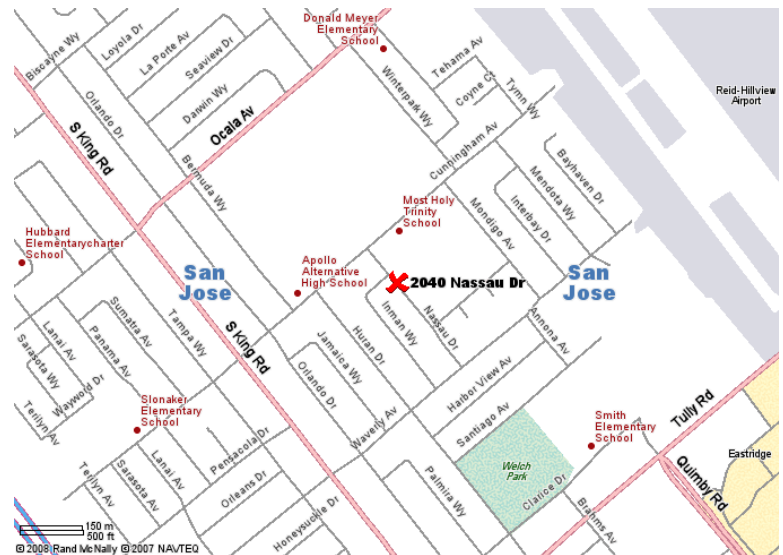 Donald Meyer
Elementary
School
Biscayne Wy
Loyola Dr
La Porte Av
Seaview Dr
Tehama Av
Coyne Ct
Tymn Wy
Winterpark Wy
Reid-Hillview
Airport
Orlando Dr
Darwin Wy
Ocala Av
S King Rd
Cunningham Av
Bermuda Wy
Bayhaven Dr
Mendota Wy
Interbay Dr
Mondigo Av
Most Holy
Trinity
School
Hubbard
Elementarycharter
School
San
Jose
Apollo
Alternative
High School
2040 Nassau Dr
San
Jose
Sumatra Av
Tampa Wy
S King Rd
Lanai Av
Panama Av
Sarasota Wy
Wayword Dr
Terilyn Av
Jamaica Wy
Huran Dr
Inman Wy
Nassau Dr
Annona Av
Orlando Dr
Harbor View Av
Slonaker
Elementary
School
Waverly Av
Santiago Av
Smith
Elementary
School
Tully Rd
Pensacola Dr
Lanai Av
Sarasota Av
Terilyn Av
Orleans Dr
Palmira Wy
Welch
Park
Clarice Dr
Eastridge
Quimby Rd
Honeysuckle Dr
Brahms Av
150 m
500 ft
© 2008 Rand McNally © 2007 NAVTEQ